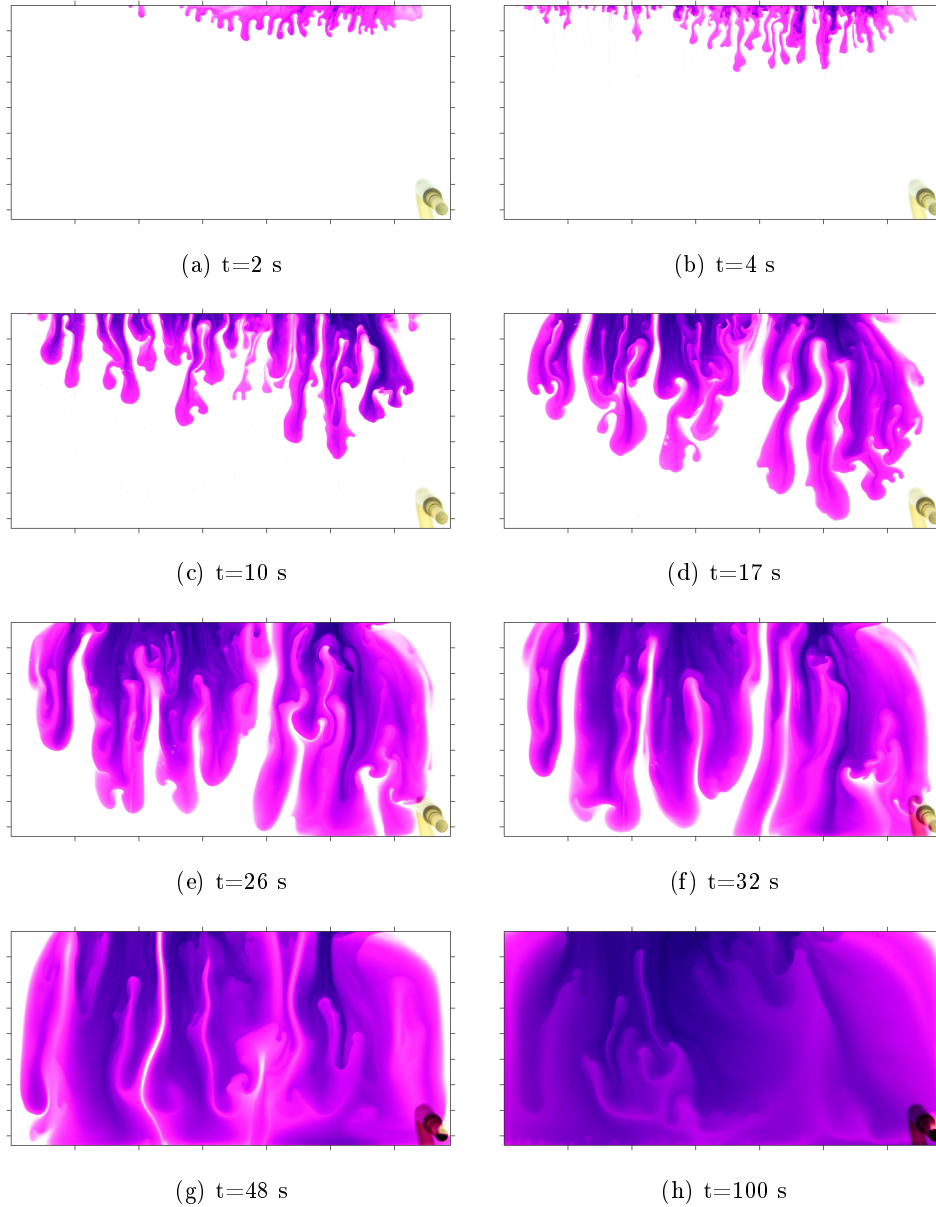 (a) t=2 s
(b) t=4 s
(c) t=10 s
(d) t=17 s
(e) t=26 s
(f) t=32 s
(g) t=48 s
(h) t=100 s